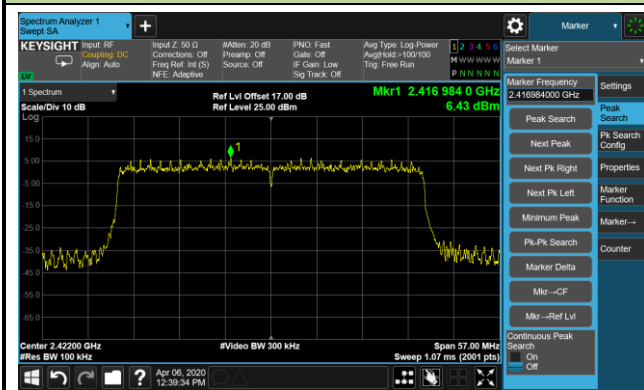 Spectrum Analyzer 1
Swept SA
Marker
KEYSIGHT
Input: RF
Coupling: DC
Align: Auto
Input Z: 50 Ω
Corrections: Off
Freq Ref: Int (S)
NFE: Adaptive
#Atten: 20 dB
Preamp: Off
Source: Off
PNO: Fast
Gate: Off
IF Gain: Low
Sig Track: Off
Avg Type: Log-Power
Avg|Hold:>100/100
Trig: Free Run
1 2 3 4 5 6
M W W W W W
P N N N N N
Select Marker
Marker 1
1 Spectrum
Scale/Div 10 dB
Log
Ref Lvl Offset 17.00 dB
Ref Level 25.00 dBm
Mkr1 2.416 984 0 GHz
6.43 dBm
1
15.0
5.00
-5.00
-15.0
-25.0
-35.0
-45.0
-55.0
-65.0
Center 2.42200 GHz
#Res BW 100 kHz
#Video BW 300 kHz
Span 57.00 MHz
Sweep 1.07 ms (2001 pts)
Marker Frequency
2.416984000 GHz
Peak Search
Next Peak
Next Pk Right
Next Pk Left
Minimum Peak
Pk-Pk Search
Marker Delta
Mkr→CF
Mkr→Ref Lvl
Continuous Peak
Search
On
Off
Settings
Peak
Search
Pk Search
Config
Properties
Marker
Function
Marker→
Counter
?
Apr 06, 2020
12:39:34 PM